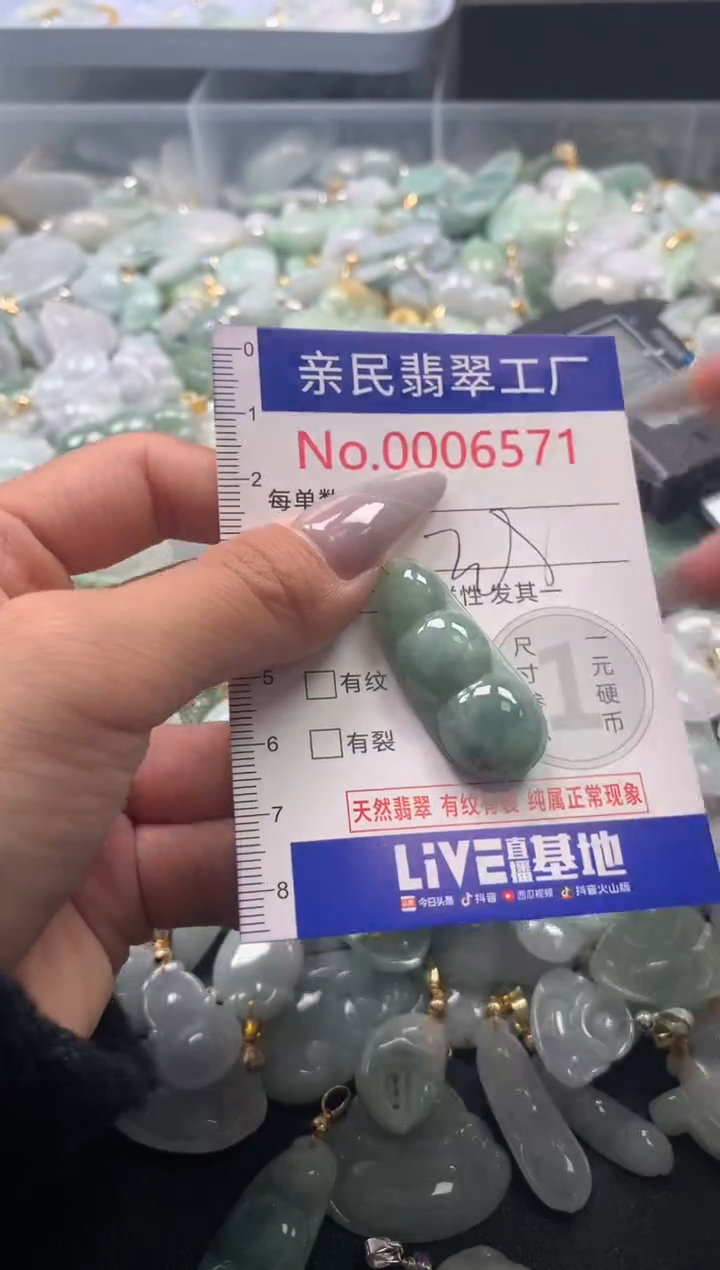 亲民翡翠工厂
No.0006571
每单数
性发其一
尺寸
一元硬币
1
有纹
有裂
天然翡翠 有纹有裂 纯属正常现象
LiVE直播基地
今日头条 抖音 西瓜视频 抖音火山版
0
1
2
5
6
7
8